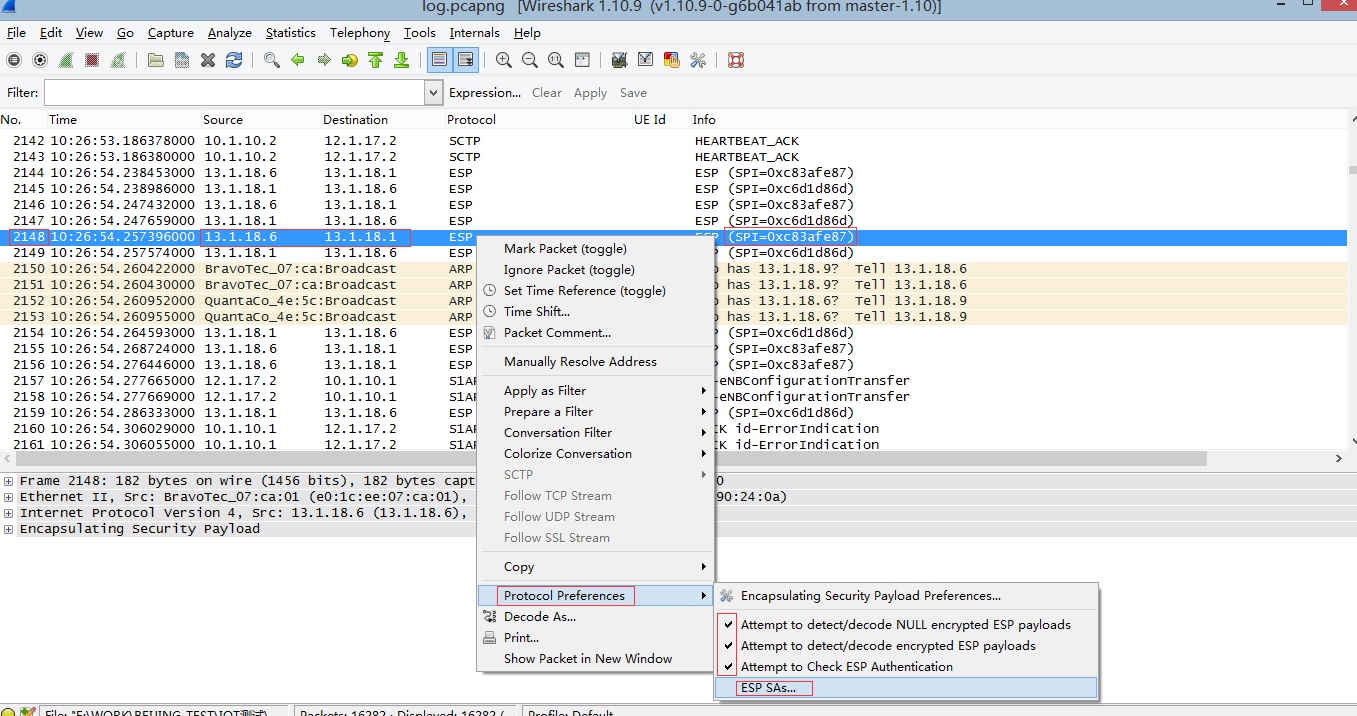 log.pcapng [Wireshark 1.10.9 (v1.10.9-0-g6b041ab from master-1.10)]
File Edit View Go Capture Analyze Statistics Telephony Tools Internals Help
Filter: Expression... Clear Apply Save
No. Time Source Destination Protocol UE Id Info
2142 10:26:53.186378000 10.1.10.2 12.1.17.2 SCTP HEARTBEAT_ACK
2143 10:26:53.186380000 10.1.10.2 12.1.17.2 SCTP HEARTBEAT_ACK
2144 10:26:54.238453000 13.1.18.6 13.1.18.1 ESP ESP (SPI=0xc83afe87)
2145 10:26:54.238986000 13.1.18.1 13.1.18.6 ESP ESP (SPI=0xc6d1d86d)
2146 10:26:54.247432000 13.1.18.6 13.1.18.1 ESP ESP (SPI=0xc83afe87)
2147 10:26:54.247659000 13.1.18.1 13.1.18.6 ESP ESP (SPI=0xc6d1d86d)
2148 10:26:54.257396000 13.1.18.6 13.1.18.1 ESP ESP (SPI=0xc83afe87)
2149 10:26:54.257574000 13.1.18.1 13.1.18.6 ESP (SPI=0xc6d1d86d)
2150 10:26:54.260422000 BravoTec_07:ca:Broadcast ARP has 13.1.18.9? Tell 13.1.18.6
2151 10:26:54.260430000 BravoTec_07:ca:Broadcast ARP has 13.1.18.9? Tell 13.1.18.6
2152 10:26:54.260952000 QuantaCo_4e:5c:Broadcast ARP has 13.1.18.6? Tell 13.1.18.9
2153 10:26:54.260955000 QuantaCo_4e:5c:Broadcast ARP has 13.1.18.6? Tell 13.1.18.9
2154 10:26:54.264593000 13.1.18.1 13.1.18.6 ESP (SPI=0xc6d1d86d)
2155 10:26:54.268724000 13.1.18.6 13.1.18.1 ESP (SPI=0xc83afe87)
2156 10:26:54.276446000 13.1.18.6 13.1.18.1 ESP (SPI=0xc83afe87)
2157 10:26:54.277665000 12.1.17.2 10.1.10.1 S1AP -eNBConfigurationTransfer
2158 10:26:54.277669000 12.1.17.2 10.1.10.1 S1AP -eNBConfigurationTransfer
2159 10:26:54.286333000 13.1.18.1 13.1.18.6 ESP (SPI=0xc6d1d86d)
2160 10:26:54.306029000 10.1.10.1 12.1.17.2 S1AP CK id-ErrorIndication
2161 10:26:54.306055000 10.1.10.1 12.1.17.2 S1AP CK id-ErrorIndication
Mark Packet (toggle)
Ignore Packet (toggle)
Set Time Reference (toggle)
Time Shift...
Packet Comment...
Manually Resolve Address
Apply as Filter
Prepare a Filter
Conversation Filter
Colorize Conversation
SCTP
Follow TCP Stream
Follow UDP Stream
Follow SSL Stream
Copy
Protocol Preferences
Decode As...
Print...
Show Packet in New Window
Encapsulating Security Payload Preferences...
Attempt to detect/decode NULL encrypted ESP payloads
Attempt to detect/decode encrypted ESP payloads
Attempt to Check ESP Authentication
ESP SAs...
Frame 2148: 182 bytes on wire (1456 bits), 182 bytes capt 0
Ethernet II, Src: BravoTec_07:ca:01 (e0:1c:ee:07:ca:01), 90:24:0a)
Internet Protocol Version 4, Src: 13.1.18.6 (13.1.18.6),
Encapsulating Security Payload
Packets: 16282 · Displayed: 16282 ( Profile: Default